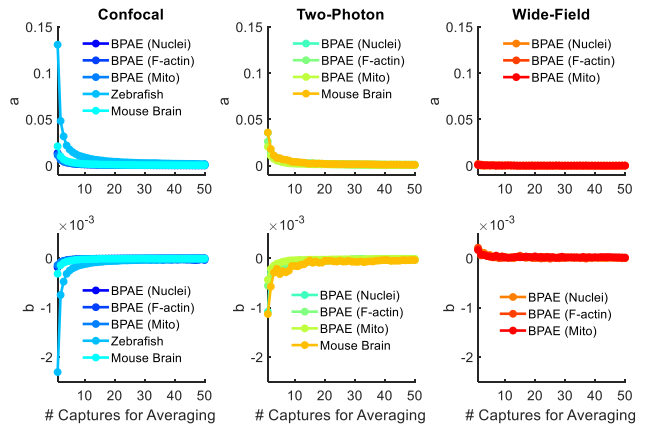 Confocal
Two-Photon
Wide-Field
0.15
0.1
0.05
0
a
BPAE (Nuclei)
BPAE (F-actin)
BPAE (Mito)
Zebrafish
Mouse Brain
10 20 30 40 50
0.15
0.1
0.05
0
a
BPAE (Nuclei)
BPAE (F-actin)
BPAE (Mito)
Mouse Brain
10 20 30 40 50
0.15
0.1
0.05
0
a
BPAE (Nuclei)
BPAE (F-actin)
BPAE (Mito)
10 20 30 40 50
×10⁻³
0
-1
-2
b
BPAE (Nuclei)
BPAE (F-actin)
BPAE (Mito)
Zebrafish
Mouse Brain
10 20 30 40 50
# Captures for Averaging
×10⁻³
0
-1
-2
b
BPAE (Nuclei)
BPAE (F-actin)
BPAE (Mito)
Mouse Brain
10 20 30 40 50
# Captures for Averaging
×10⁻³
0
-1
-2
b
BPAE (Nuclei)
BPAE (F-actin)
BPAE (Mito)
10 20 30 40 50
# Captures for Averaging